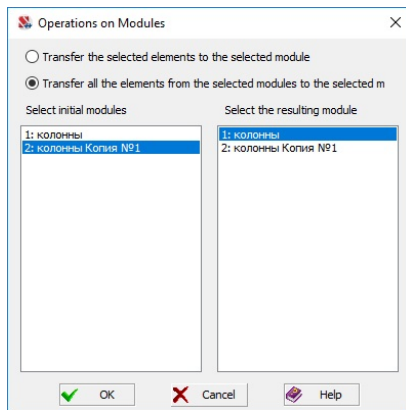 Operations on Modules
Transfer the selected elements to the selected module
Transfer all the elements from the selected modules to the selected m
Select initial modules
Select the resulting module
1: колонны
2: колонны Копия №1
1: колонны
2: колонны Копия №1
OK
Cancel
Help